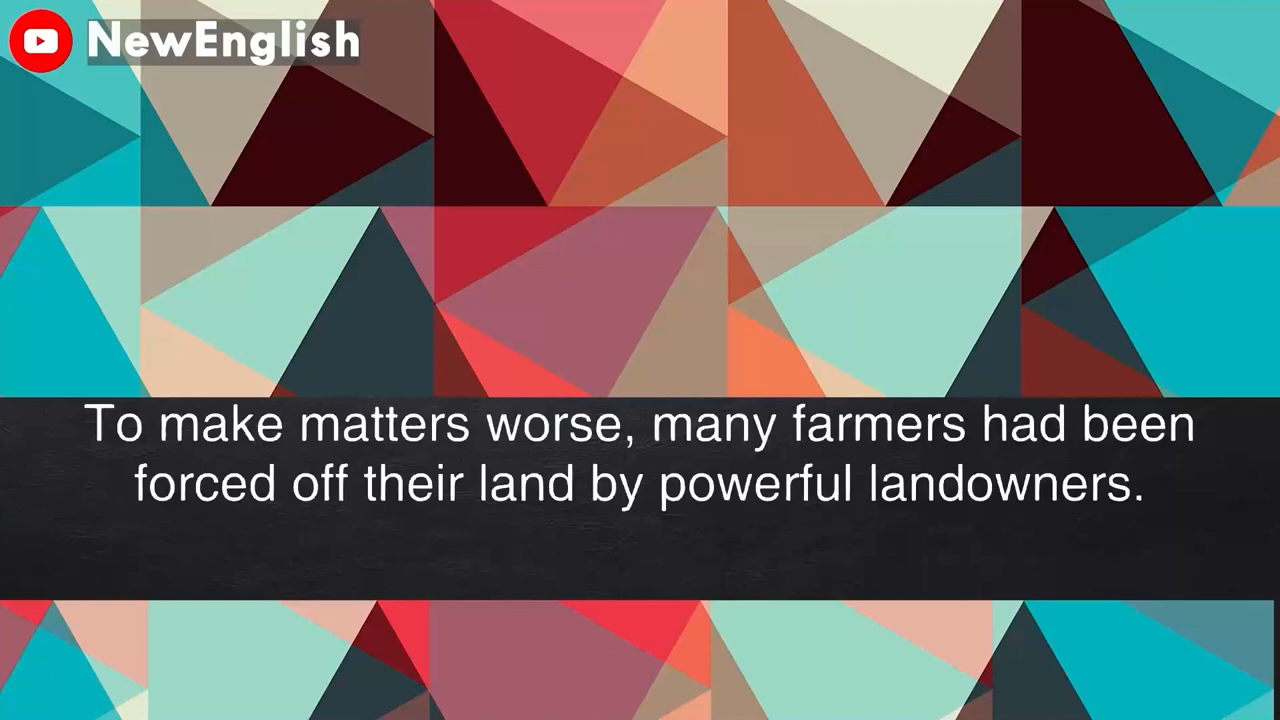 NewEnglish
To make matters worse, many farmers had been
forced off their land by powerful landowners.